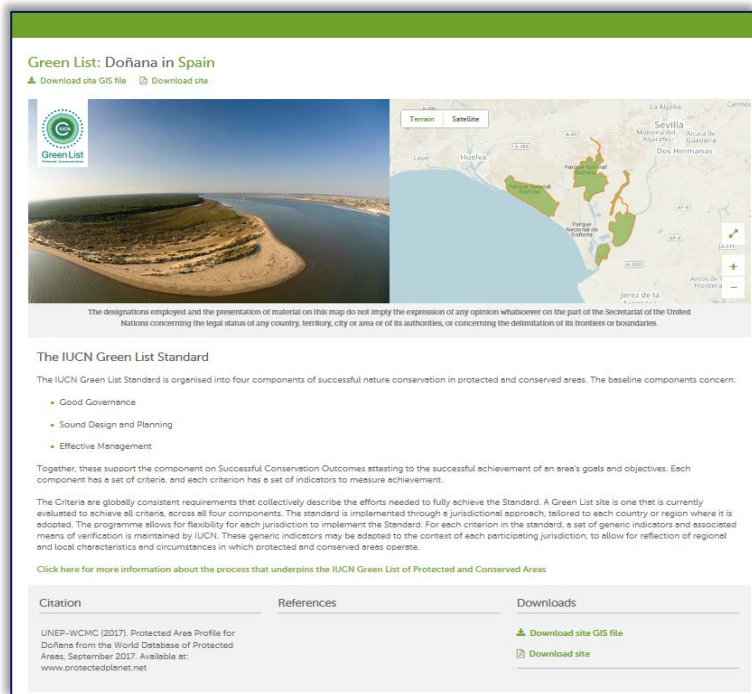 Green List: Doñana in Spain
Download site GIS file Download site
IUCN
Green List
Terrain Satellite
La Algaba
Sevilla
Mairena del Aljarafe
Alcalá de Guadaira
Dos Hermanas
Lepe
Huelva
Parque Natural Doñana
Parque Natural Doñana
Parque Nacional de Doñana
Jerez de la
The designations employed and the presentation of material on this map do not imply the expression of any opinion whatsoever on the part of the Secretariat of the United
Nations concerning the legal status of any country, territory, city or area or of its authorities, or concerning the delimitation of its frontiers or boundaries.
The IUCN Green List Standard
The IUCN Green List Standard is organised into four components of successful nature conservation in protected and conserved areas. The baseline components concern:
• Good Governance
• Sound Design and Planning
• Effective Management
Together, these support the component on Successful Conservation Outcomes attesting to the successful achievement of an area's goals and objectives. Each
component has a set of criteria, and each criterion has a set of indicators to measure achievement.
The Criteria are globally consistent requirements that collectively describe the efforts needed to fully achieve the Standard. A Green List site is one that is currently
evaluated to achieve all criteria, across all four components. The standard is implemented through a jurisdictional approach, tailored to each country or region where it is
adopted. The programme allows for flexibility for each jurisdiction to implement the Standard. For each criterion in the standard, a set of generic indicators and associated
means of verification is maintained by IUCN. These generic indicators may be adapted to the context of each participating jurisdiction, to allow for reflection of regional
and local characteristics and circumstances in which protected and conserved areas operate.
Click here for more information about the process that underpins the IUCN Green List of Protected and Conserved Areas
Citation
References
Downloads
UNEP-WCMC (2017). Protected Area Profile for
Doñana from the World Database of Protected
Areas, September 2017. Available at:
www.protectedplanet.net
Download site GIS file
Download site